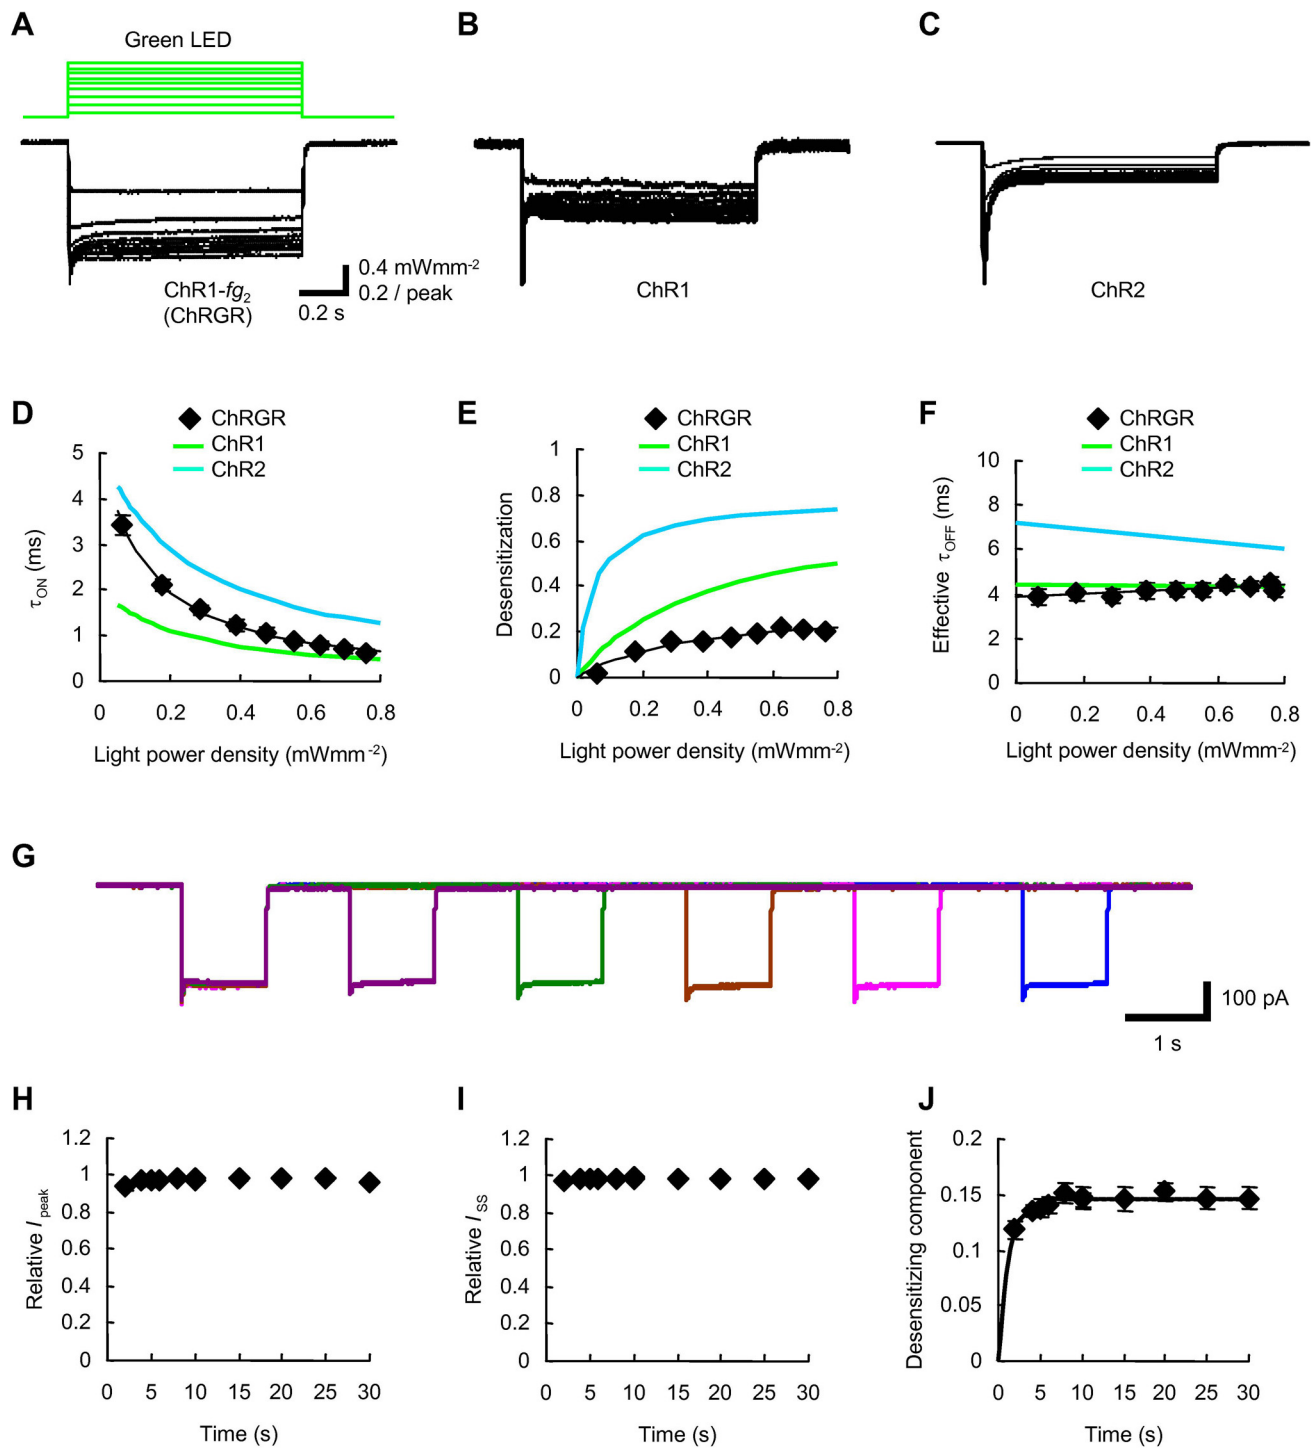 A
B
C
Green LED
ChR1-fg2
(ChRGR)
0.4 mWmm-2
0.2 / peak
0.2 s
ChR1
ChR2
D
ChRGR
ChR1
ChR2
τON (ms)
5
4
3
2
1
0
0 0.2 0.4 0.6 0.8
Light power density (mWmm-2)
E
ChRGR
ChR1
ChR2
Desensitization
1
0.8
0.6
0.4
0.2
0
0 0.2 0.4 0.6 0.8
Light power density (mWmm-2)
F
ChRGR
ChR1
ChR2
Effective τOFF (ms)
10
8
6
4
2
0
0 0.2 0.4 0.6 0.8
Light power density (mWmm-2)
G
100 pA
1 s
H
Relative Ipeak
1.2
1
0.8
0.6
0.4
0.2
0
0 5 10 15 20 25 30
Time (s)
I
Relative ISS
1.2
1
0.8
0.6
0.4
0.2
0
0 5 10 15 20 25 30
Time (s)
J
Desensitizing component
0.2
0.15
0.1
0.05
0
0 5 10 15 20 25 30
Time (s)